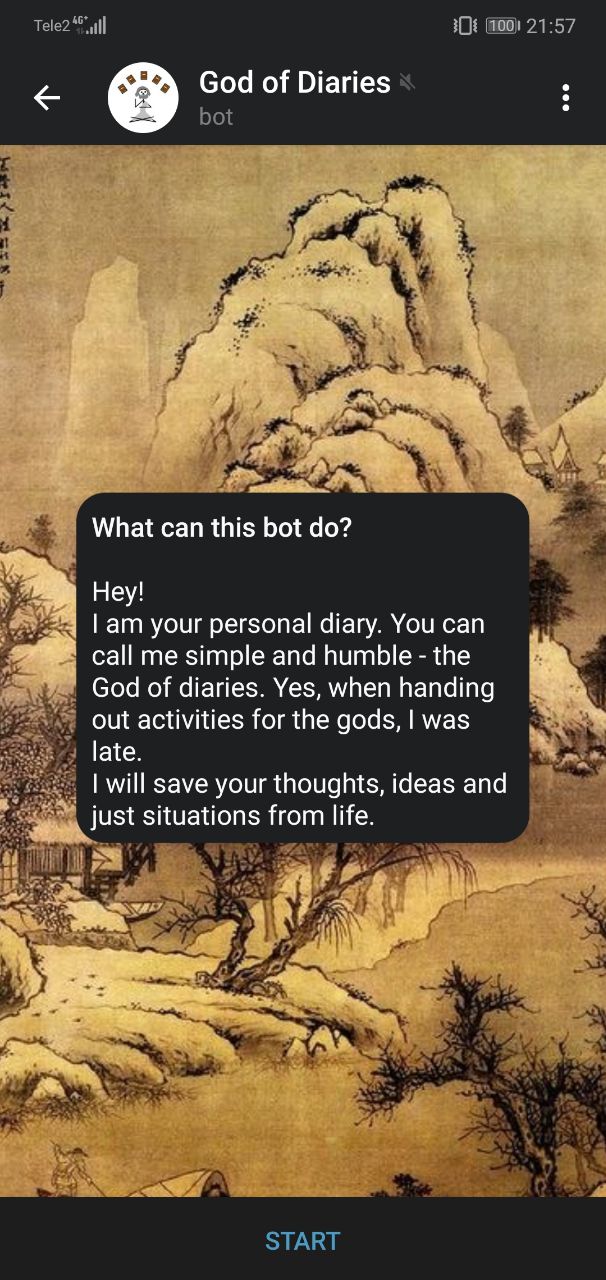 Tele2 4G+ 100 21:57
God of Diaries
bot
What can this bot do?
Hey!
I am your personal diary. You can
call me simple and humble - the
God of diaries. Yes, when handing
out activities for the gods, I was
late.
I will save your thoughts, ideas and
just situations from life.
START